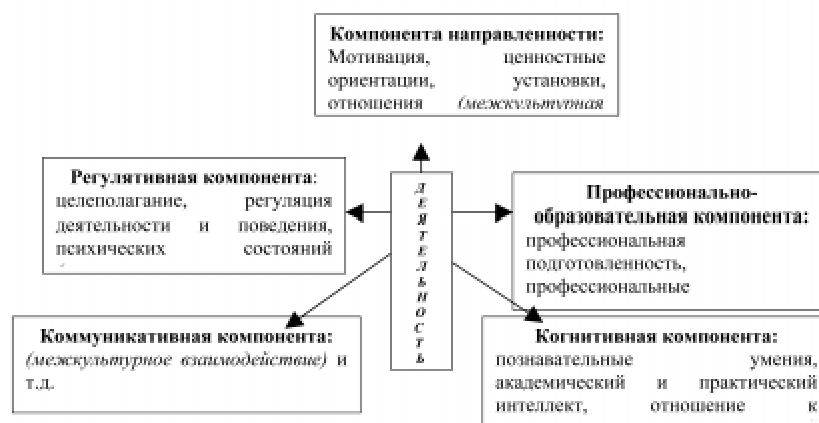 Компонента направленности:
Мотивация, ценностные
ориентации, установки,
отношения (межкультурная
Регулятивная компонента:
целеполагание, регуляция
деятельности и поведения,
психических состояний
ДЕЯТЕЛЬНОСТЬ
Профессионально-
образовательная компонента:
профессиональная
подготовленность,
профессиональные
Коммуникативная компонента:
(межкультурное взаимодействие) и
т.д.
Когнитивная компонента:
познавательные умения,
академический и практический
интеллект, отношение к